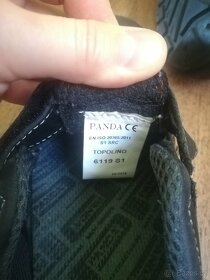 PANDA CE
EN ISO 20345:2011
S1 SRC
TOPOLINO
6119 S1